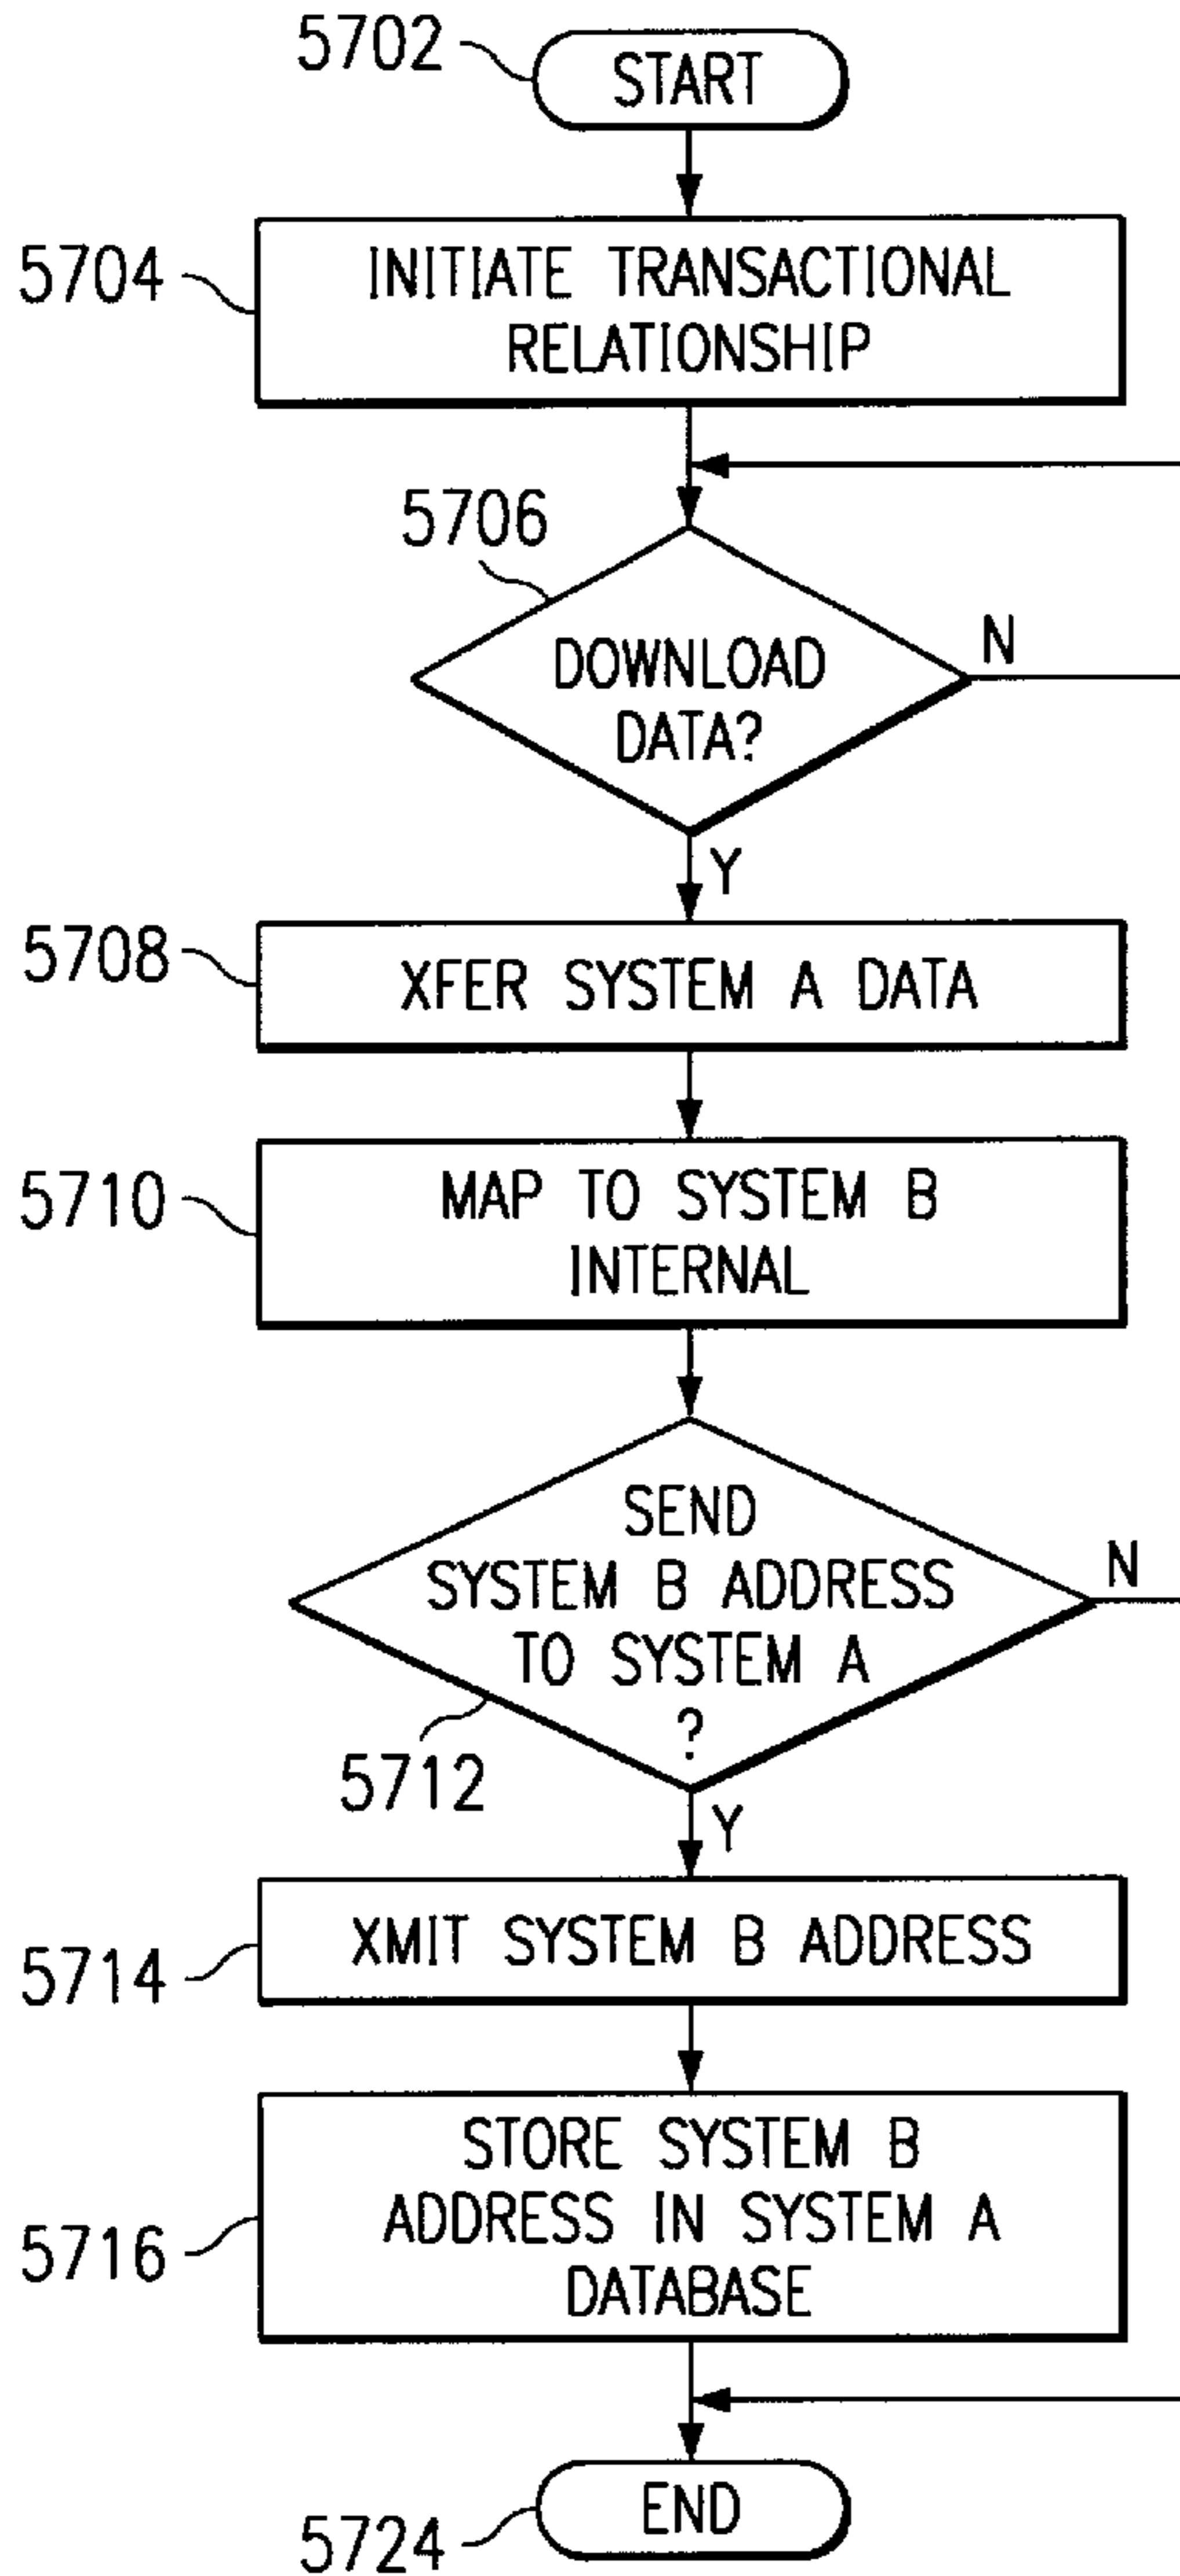 5702
START
5704
INITIATE TRANSACTIONAL
RELATIONSHIP
5706
DOWNLOAD
DATA?
N
Y
5708
XFER SYSTEM A DATA
5710
MAP TO SYSTEM B
INTERNAL
SEND
SYSTEM B ADDRESS
TO SYSTEM A
?
N
5712
Y
5714
XMIT SYSTEM B ADDRESS
5716
STORE SYSTEM B
ADDRESS IN SYSTEM A
DATABASE
5724
END